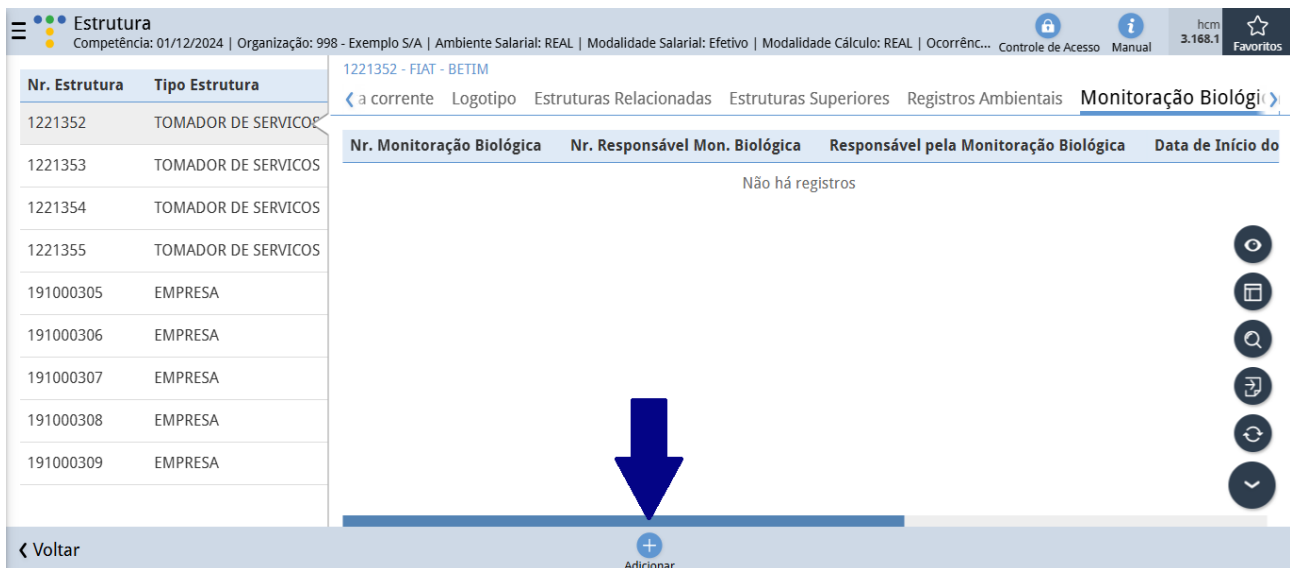 Estrutura
Competência: 01/12/2024 | Organização: 998 - Exemplo S/A | Ambiente Salarial: REAL | Modalidade Salarial: Efetivo | Modalidade Cálculo: REAL | Ocorrênc...
Controle de Acesso
Manual
hcm
3.168.1
Favoritos
Nr. Estrutura Tipo Estrutura
1221352 TOMADOR DE SERVICOS
1221353 TOMADOR DE SERVICOS
1221354 TOMADOR DE SERVICOS
1221355 TOMADOR DE SERVICOS
191000305 EMPRESA
191000306 EMPRESA
191000307 EMPRESA
191000308 EMPRESA
191000309 EMPRESA
1221352 - FIAT - BETIM
a corrente Logotipo Estruturas Relacionadas Estruturas Superiores Registros Ambientais Monitoração Biológi
Nr. Monitoração Biológica Nr. Responsável Mon. Biológica Responsável pela Monitoração Biológica Data de Início do
Não há registros
Voltar
Adicionar